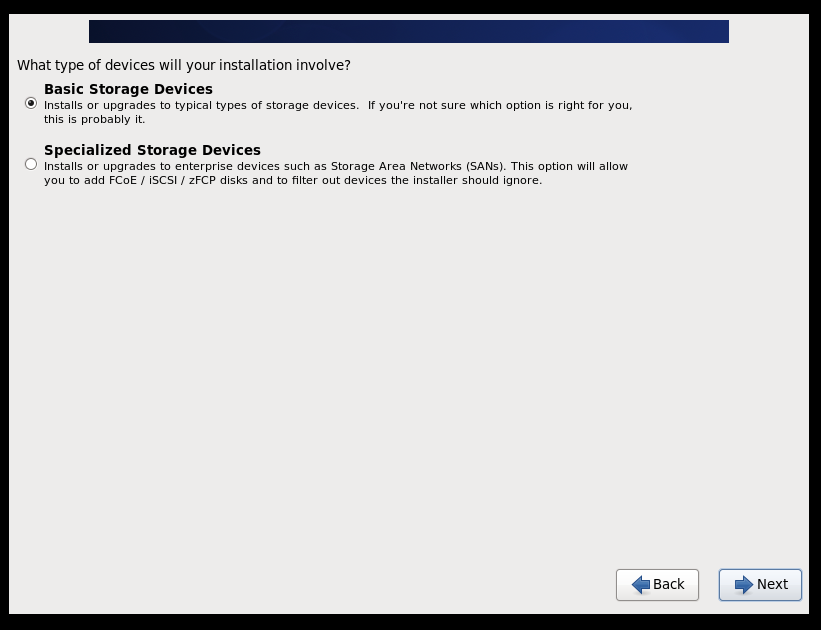 What type of devices will your installation involve?
Basic Storage Devices
Installs or upgrades to typical types of storage devices.  If you're not sure which option is right for you,
this is probably it.
Specialized Storage Devices
Installs or upgrades to enterprise devices such as Storage Area Networks (SANs). This option will allow
you to add FCoE / iSCSI / zFCP disks and to filter out devices the installer should ignore.
Back
Next